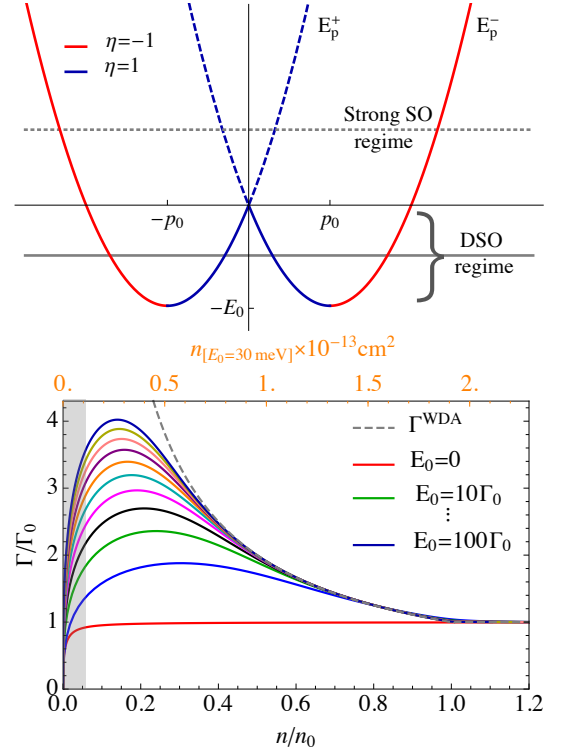 η=−1
η=1
E_p^+
E_p^−
Strong SO
regime
−p_0
p_0
DSO
regime
−E_0
n_[E_0=30 meV]×10^−13cm^2
0. 0.5 1. 1.5 2.
Γ^WDA
E_0=0
E_0=10Γ_0
⋮
E_0=100Γ_0
Γ/Γ_0
4
3
2
1
0
0.0 0.2 0.4 0.6 0.8 1.0 1.2
n/n_0